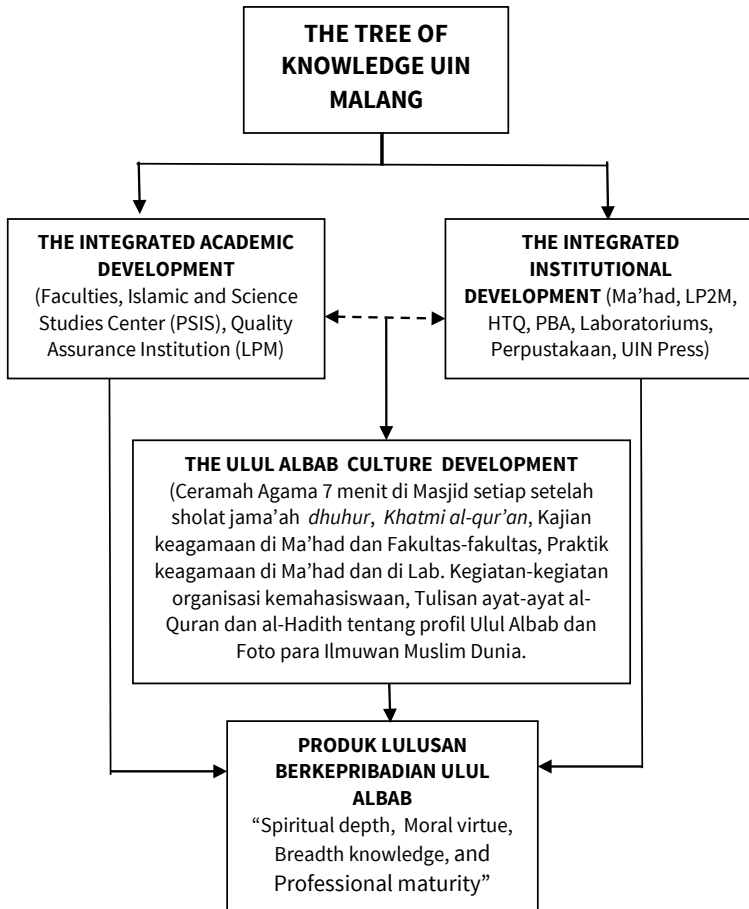 THE TREE OF
KNOWLEDGE UIN
MALANG
THE INTEGRATED ACADEMIC
DEVELOPMENT
(Faculties, Islamic and Science
Studies Center (PSIS), Quality
Assurance Institution (LPM)
THE INTEGRATED
INSTITUTIONAL
DEVELOPMENT (Ma’had, LP2M,
HTQ, PBA, Laboratoriums,
Perpustakaan, UIN Press)
THE ULUL ALBAB CULTURE DEVELOPMENT
(Ceramah Agama 7 menit di Masjid setiap setelah
sholat jama’ah dhuhur, Khatmi al-qur’an, Kajian
keagamaan di Ma’had dan Fakultas-fakultas, Praktik
keagamaan di Ma’had dan di Lab. Kegiatan-kegiatan
organisasi kemahasiswaan, Tulisan ayat-ayat al-
Quran dan al-Hadith tentang profil Ulul Albab dan
Foto para Ilmuwan Muslim Dunia.
PRODUK LULUSAN
BERKEPRIBADIAN ULUL
ALBAB
“Spiritual depth, Moral virtue,
Breadth knowledge, and
Professional maturity”